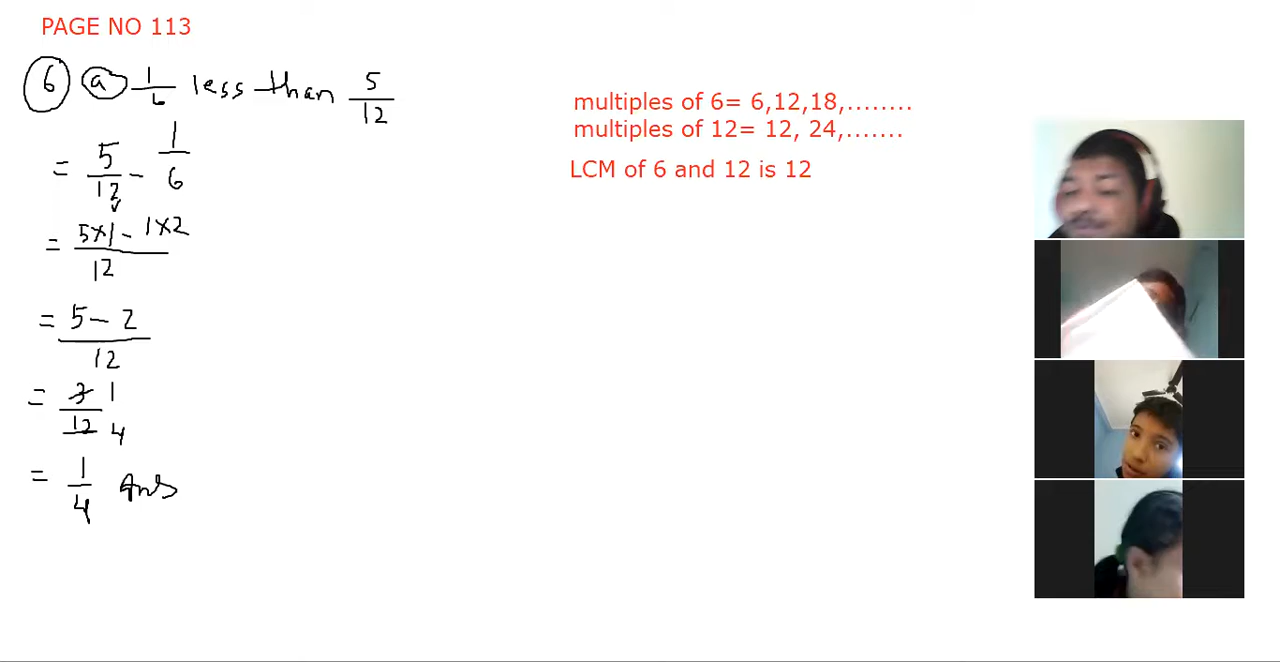 PAGE NO 113
6 a 1/6 less than 5/12
= 5/12 - 1/6
= 5×1 - 1×2 / 12
= 5 - 2 / 12
= 3/12 1/4
= 1/4 Ans
multiples of 6= 6,12,18,........
multiples of 12= 12, 24,.......
LCM of 6 and 12 is 12